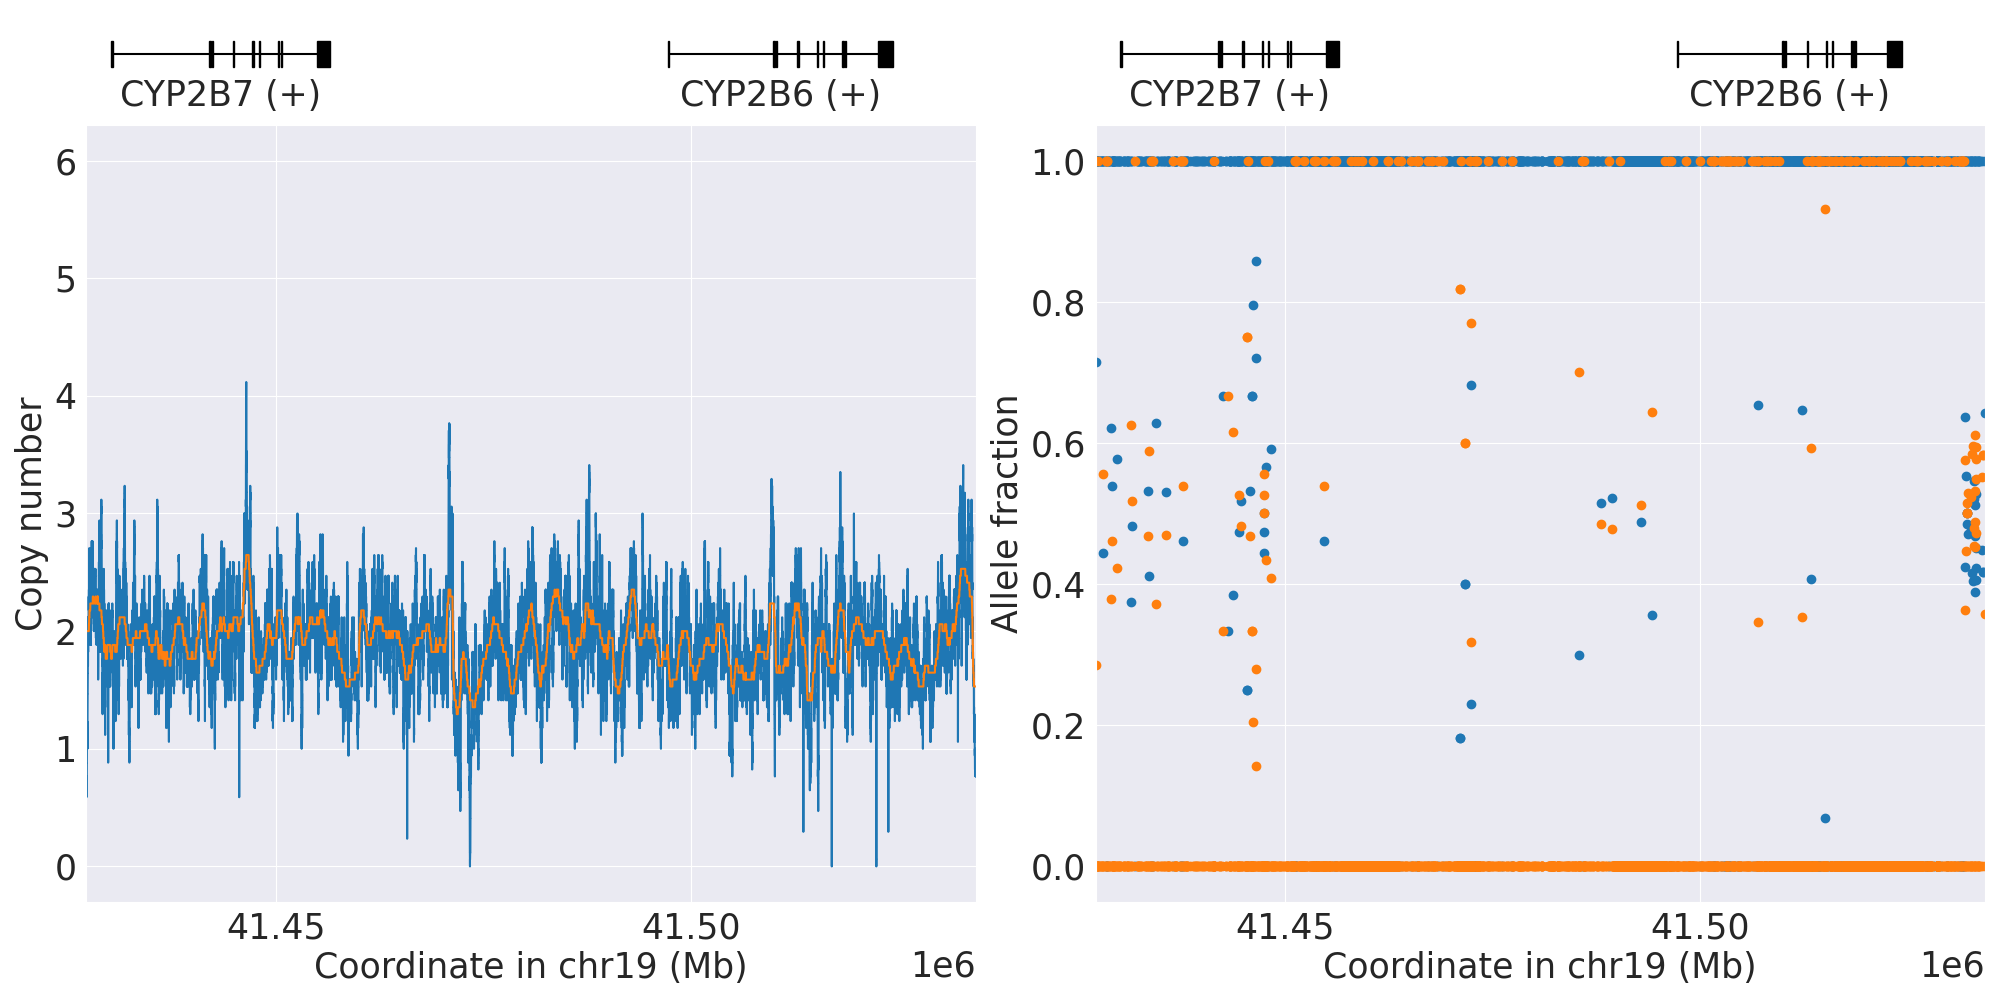 CYP2B7 (+)
CYP2B6 (+)
Copy number
6
5
4
3
2
1
0
41.45
41.50
Coordinate in chr19 (Mb)
1e6
CYP2B7 (+)
CYP2B6 (+)
Allele fraction
1.0
0.8
0.6
0.4
0.2
0.0
41.45
41.50
Coordinate in chr19 (Mb)
1e6